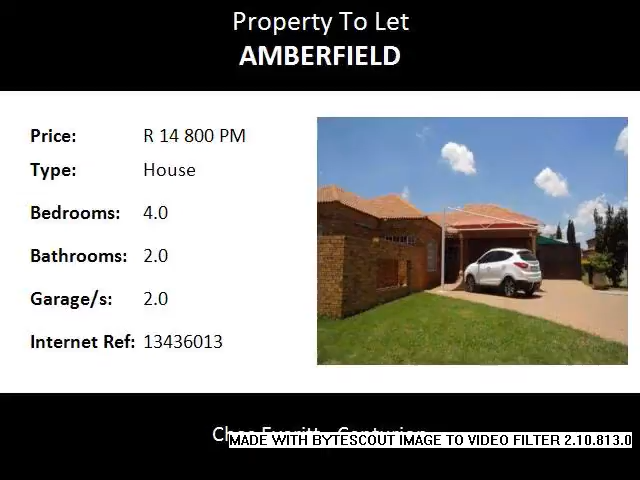 Property To Let
AMBERFIELD
Price: R 14 800 PM
Type: House
Bedrooms: 4.0
Bathrooms: 2.0
Garage/s: 2.0
Internet Ref: 13436013
MADE WITH BYTESCOUT IMAGE TO VIDEO FILTER 2.10.813.0